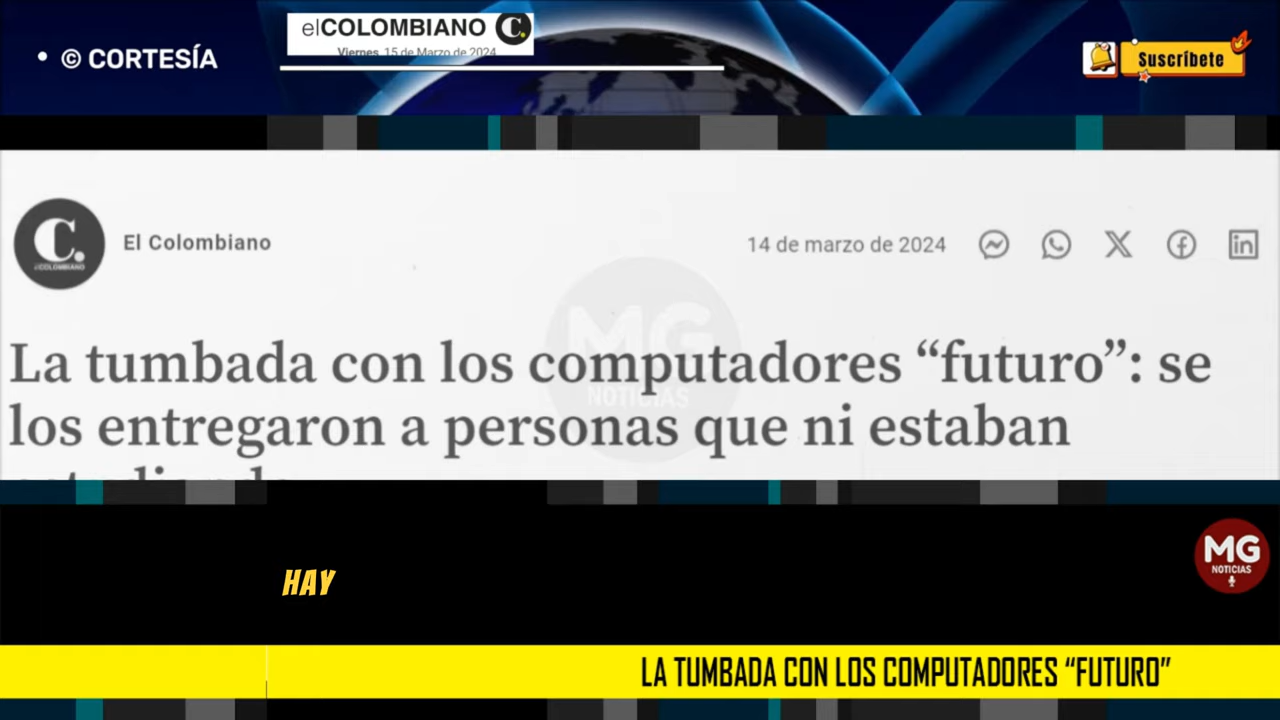 elCOLOMBIANO C.
Viernes, 15 de Marzo de 2024
• © CORTESÍA
Suscríbete
C.
El Colombiano
14 de marzo de 2024
MG
NOTICIAS
La tumbada con los computadores “futuro”: se
los entregaron a personas que ni estaban
MG
NOTICIAS
HAY
LA TUMBADA CON LOS COMPUTADORES “FUTURO”